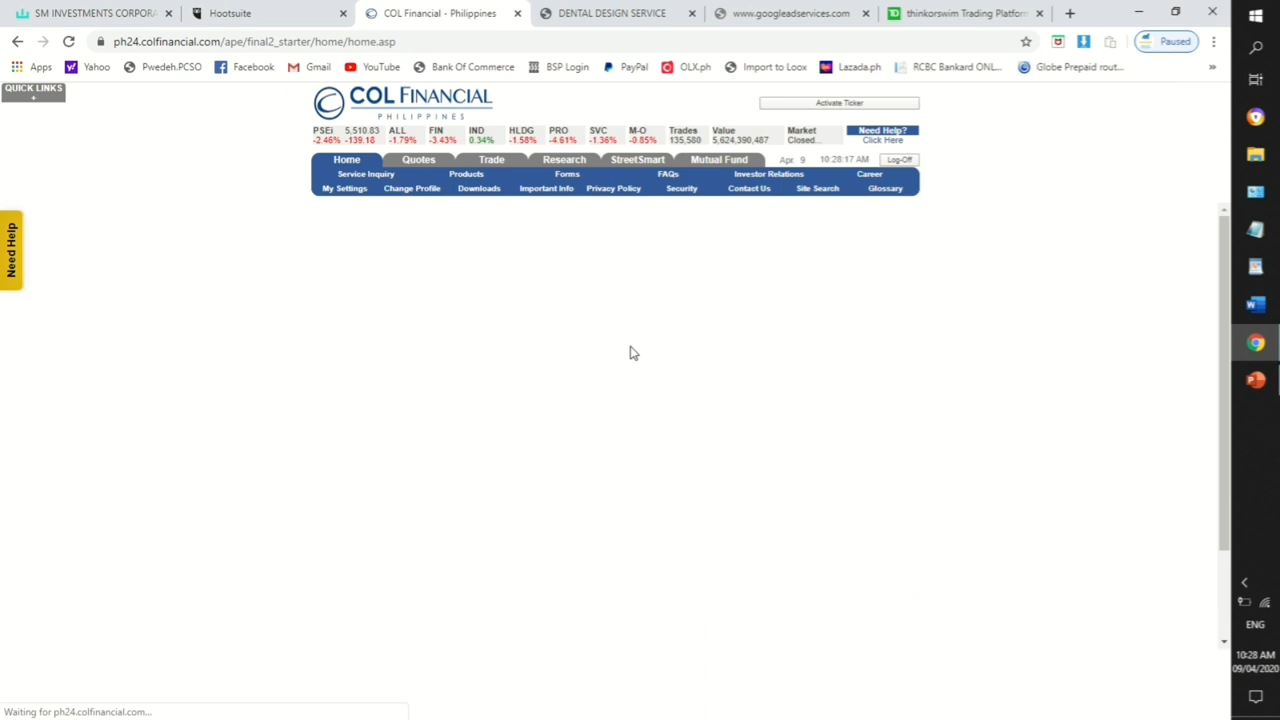 SM INVESTMENTS CORPORA
Hootsuite
COL Financial - Philippines
DENTAL DESIGN SERVICE
www.googleadservices.com
thinkorswim Trading Platform
ph24.colfinancial.com/ape/final2_starter/home/home.asp
Paused
Apps
Yahoo
Pwedeh.PCSO
Facebook
Gmail
YouTube
Bank Of Commerce
BSP Login
PayPal
OLX.ph
Import to Loox
Lazada.ph
RCBC Bankard ONL...
Globe Prepaid rout...
QUICK LINKS
+
COL FINANCIAL
PHILIPPINES
Activate Ticker
PSEi 5,510.83 ALL FIN IND HLDG PRO SVC M-O Trades Value Market Need Help?
-2.46% -139.18 -1.79% -3.43% 0.34% -1.58% -4.61% -1.36% -0.85% 135,580 5,624,390,487 Closed... Click Here
Home Quotes Trade Research StreetSmart Mutual Fund Apr. 9 10:28:17 AM Log-Off
Service Inquiry Products Forms FAQs Investor Relations Career
My Settings Change Profile Downloads Important Info Privacy Policy Security Contact Us Site Search Glossary
Need Help
ENG
10:28 AM
09/04/2020
Waiting for ph24.colfinancial.com...